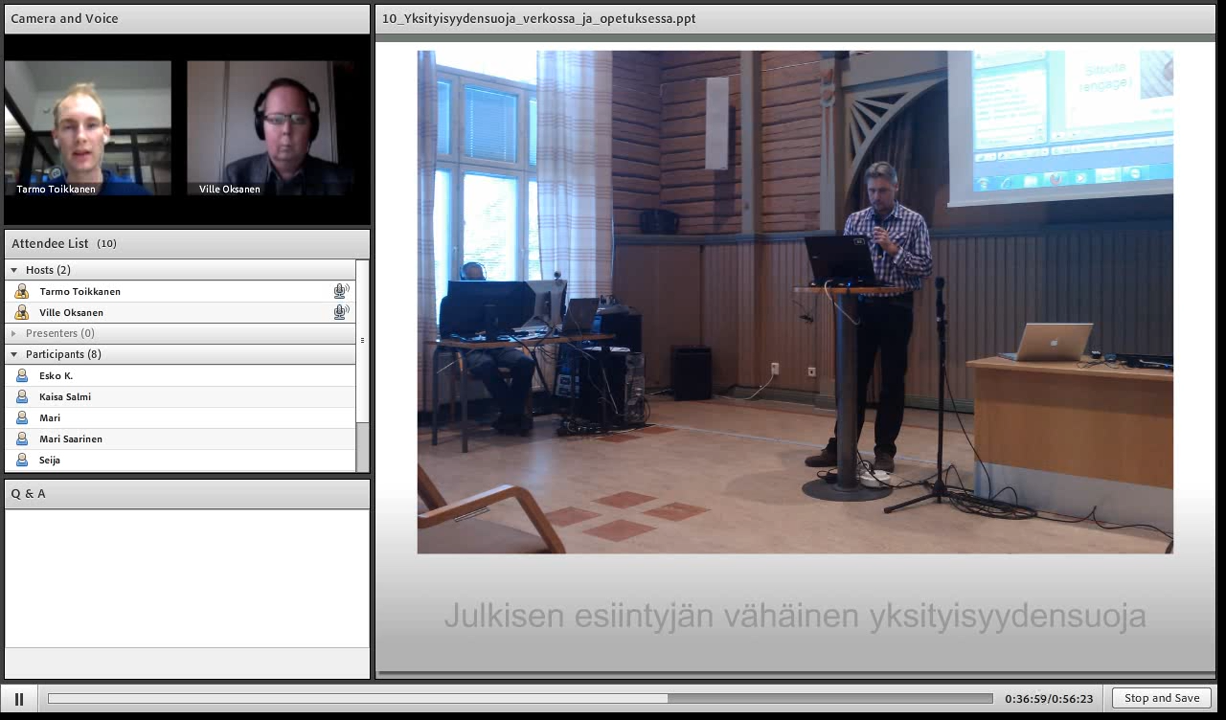 Camera and Voice
Tarmo Toikkanen
Ville Oksanen
Attendee List (10)
Hosts (2)
Tarmo Toikkanen
Ville Oksanen
Presenters (0)
Participants (8)
Esko K.
Kaisa Salmi
Mari
Mari Saarinen
Seija
Q & A
10_Yksityisyydensuoja_verkossa_ja_opetuksessa.ppt
Julkisen esiintyjän vähäinen yksityisyydensuoja
0:36:59/0:56:23
Stop and Save